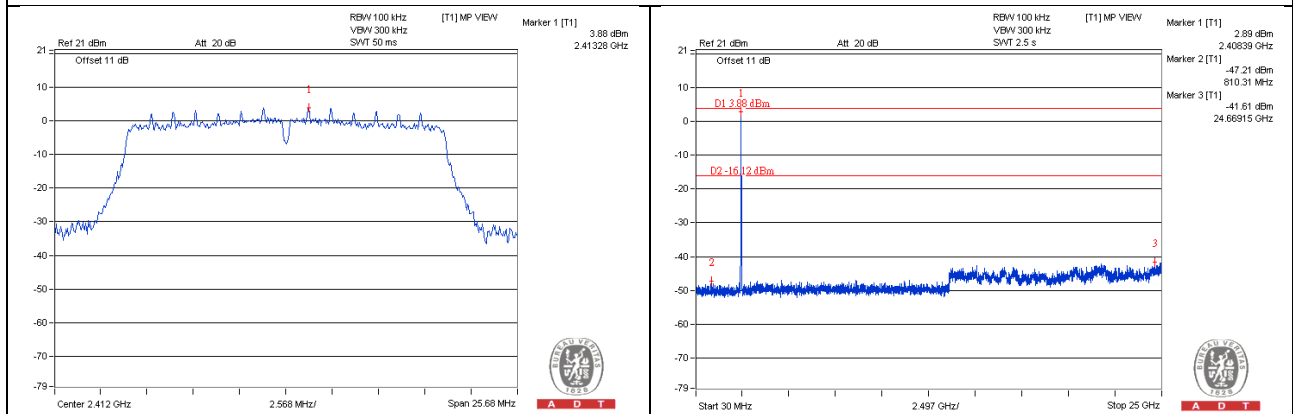 RBW 100 kHz [T1] MP VIEW
VBW 300 kHz
Ref 21 dBm Att 20 dB SWT 50 ms
Marker 1 [T1]
3.88 dBm
2.41328 GHz
21
Offset 11 dB
1
10
0
-10
-20
-30
-40
-50
-60
-70
-79
Center 2.412 GHz 2.568 MHz/ Span 25.68 MHz
BUREAU VERITAS
1828
A D T
RBW 100 kHz [T1] MP VIEW
VBW 300 kHz
Ref 21 dBm Att 20 dB SWT 2.5 s
Marker 1 [T1]
2.89 dBm
2.40839 GHz
Marker 2 [T1]
-47.21 dBm
810.31 MHz
Marker 3 [T1]
-41.61 dBm
24.66915 GHz
21
Offset 11 dB
10
1
D1 3.88 dBm
0
-10
D2 -16.12 dBm
-20
-30
-40
2
3
-50
-60
-70
-79
Start 30 MHz 2.497 GHz/ Stop 25 GHz
BUREAU VERITAS
1828
A D T